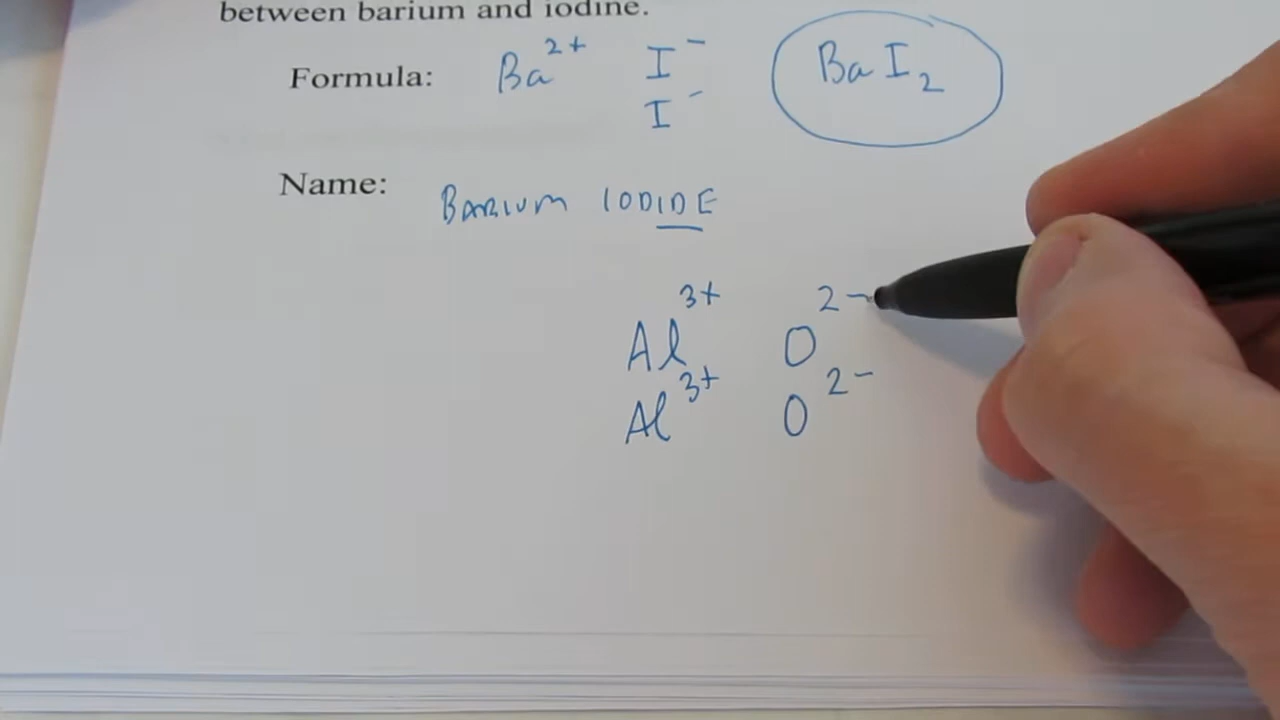 between barium and iodine.
Formula: Ba²⁺ I⁻ BaI₂
I⁻
Name: BARIUM IODIDE
Al³⁺ O²⁻
Al³⁺ O²⁻